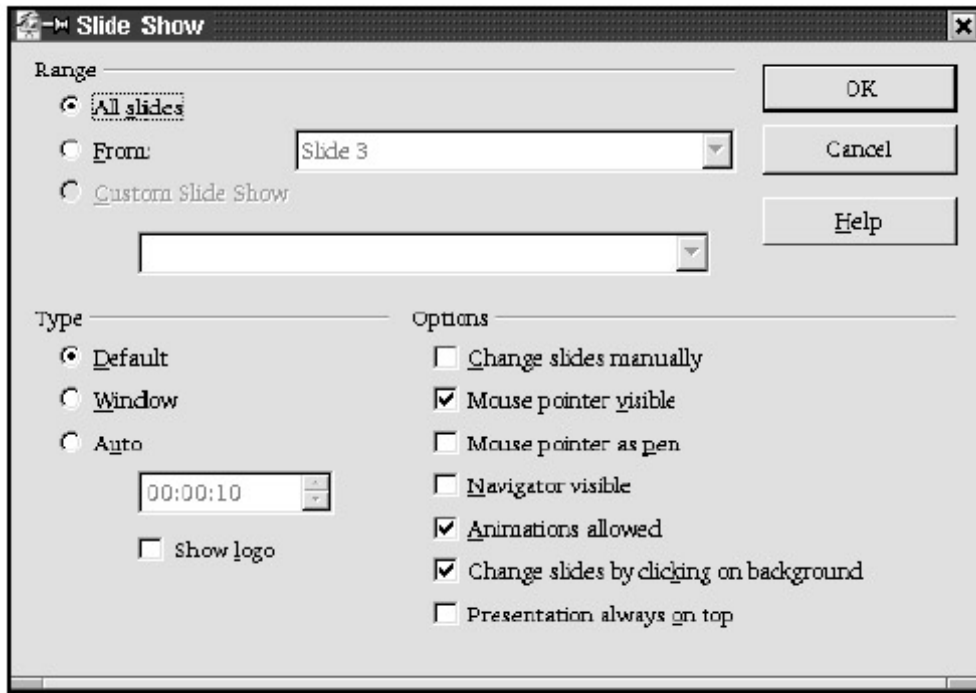 Slide Show
Range
All slides
From:
Slide 3
Custom Slide Show
OK
Cancel
Help
Type
Default
Window
Auto
00:00:10
Show logo
Options
Change slides manually
Mouse pointer visible
Mouse pointer as pen
Navigator visible
Animations allowed
Change slides by clicking on background
Presentation always on top